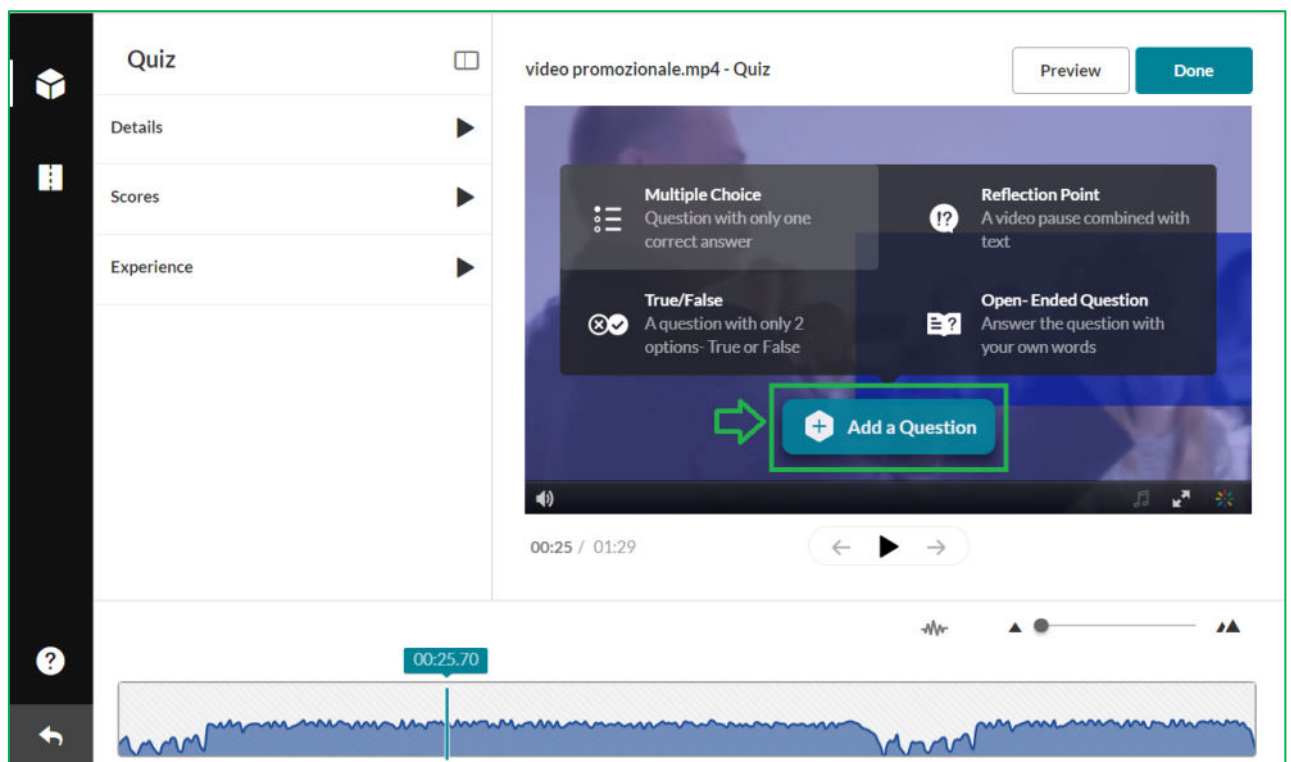 Quiz
Details
Scores
Experience
video promozionale.mp4 - Quiz
Preview
Done
Multiple Choice
Question with only one
correct answer
Reflection Point
A video pause combined with
text
True/False
A question with only 2
options- True or False
Open- Ended Question
Answer the question with
your own words
Add a Question
00:25 / 01:29
00:25.70